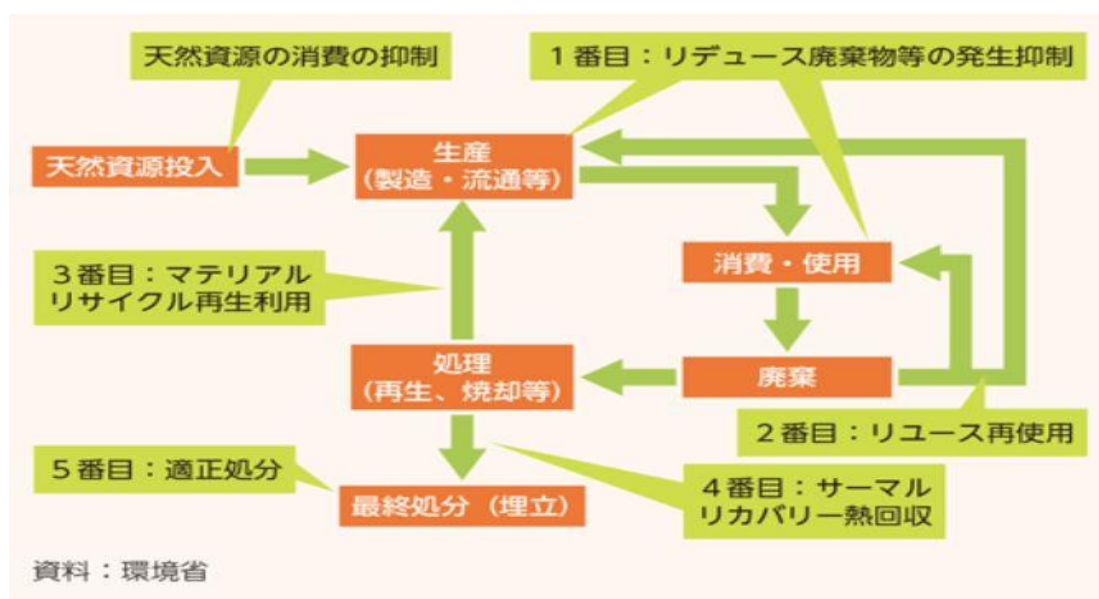 天然資源の消費の抑制
1番目：リデュース廃棄物等の発生抑制
天然資源投入
生産
（製造・流通等）
消費・使用
3番目：マテリアル
リサイクル再生利用
処理
（再生、焼却等）
廃棄
2番目：リユース再使用
5番目：適正処分
最終処分（埋立）
4番目：サーマル
リカバリー熱回収
資料：環境省